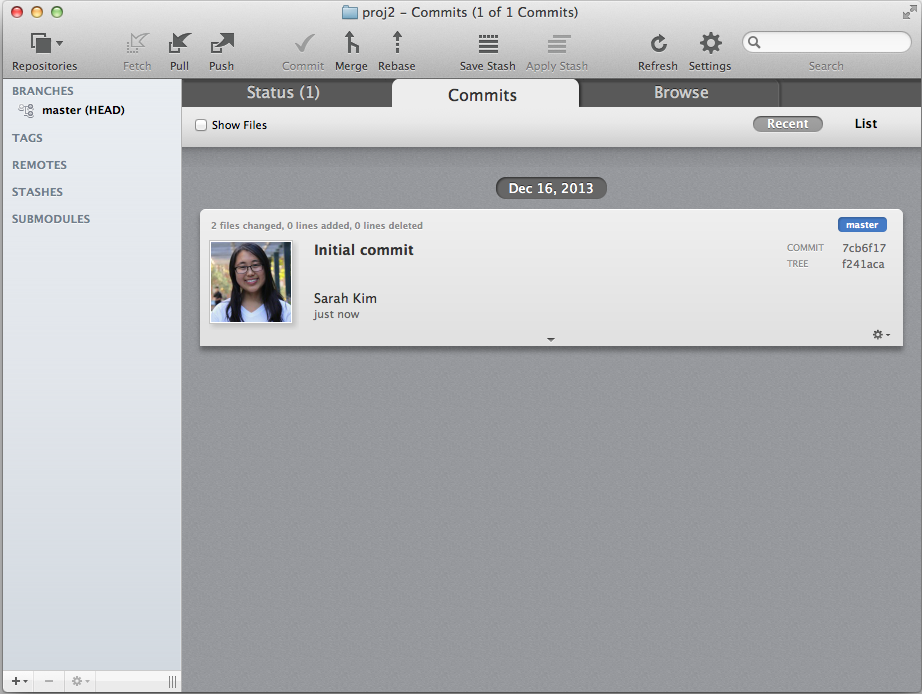 proj2 – Commits (1 of 1 Commits)
Repositories
Fetch
Pull
Push
Commit
Merge
Rebase
Save Stash
Apply Stash
Refresh
Settings
Search
BRANCHES
master (HEAD)
TAGS
REMOTES
STASHES
SUBMODULES
Status (1)
Commits
Browse
Show Files
Recent
List
Dec 16, 2013
2 files changed, 0 lines added, 0 lines deleted
master
Initial commit
COMMIT 7cb6f17
TREE f241aca
Sarah Kim
just now